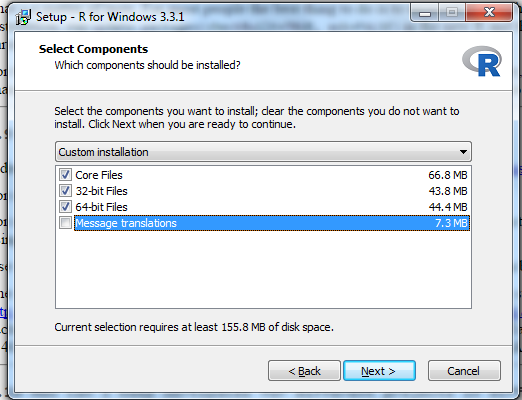 Setup - R for Windows 3.3.1
Select Components
Which components should be installed?
R
Select the components you want to install; clear the components you do not want to
install. Click Next when you are ready to continue.
Custom installation
Core Files 66.8 MB
32-bit Files 43.8 MB
64-bit Files 44.4 MB
Message translations 7.3 MB
Current selection requires at least 155.8 MB of disk space.
< Back Next > Cancel